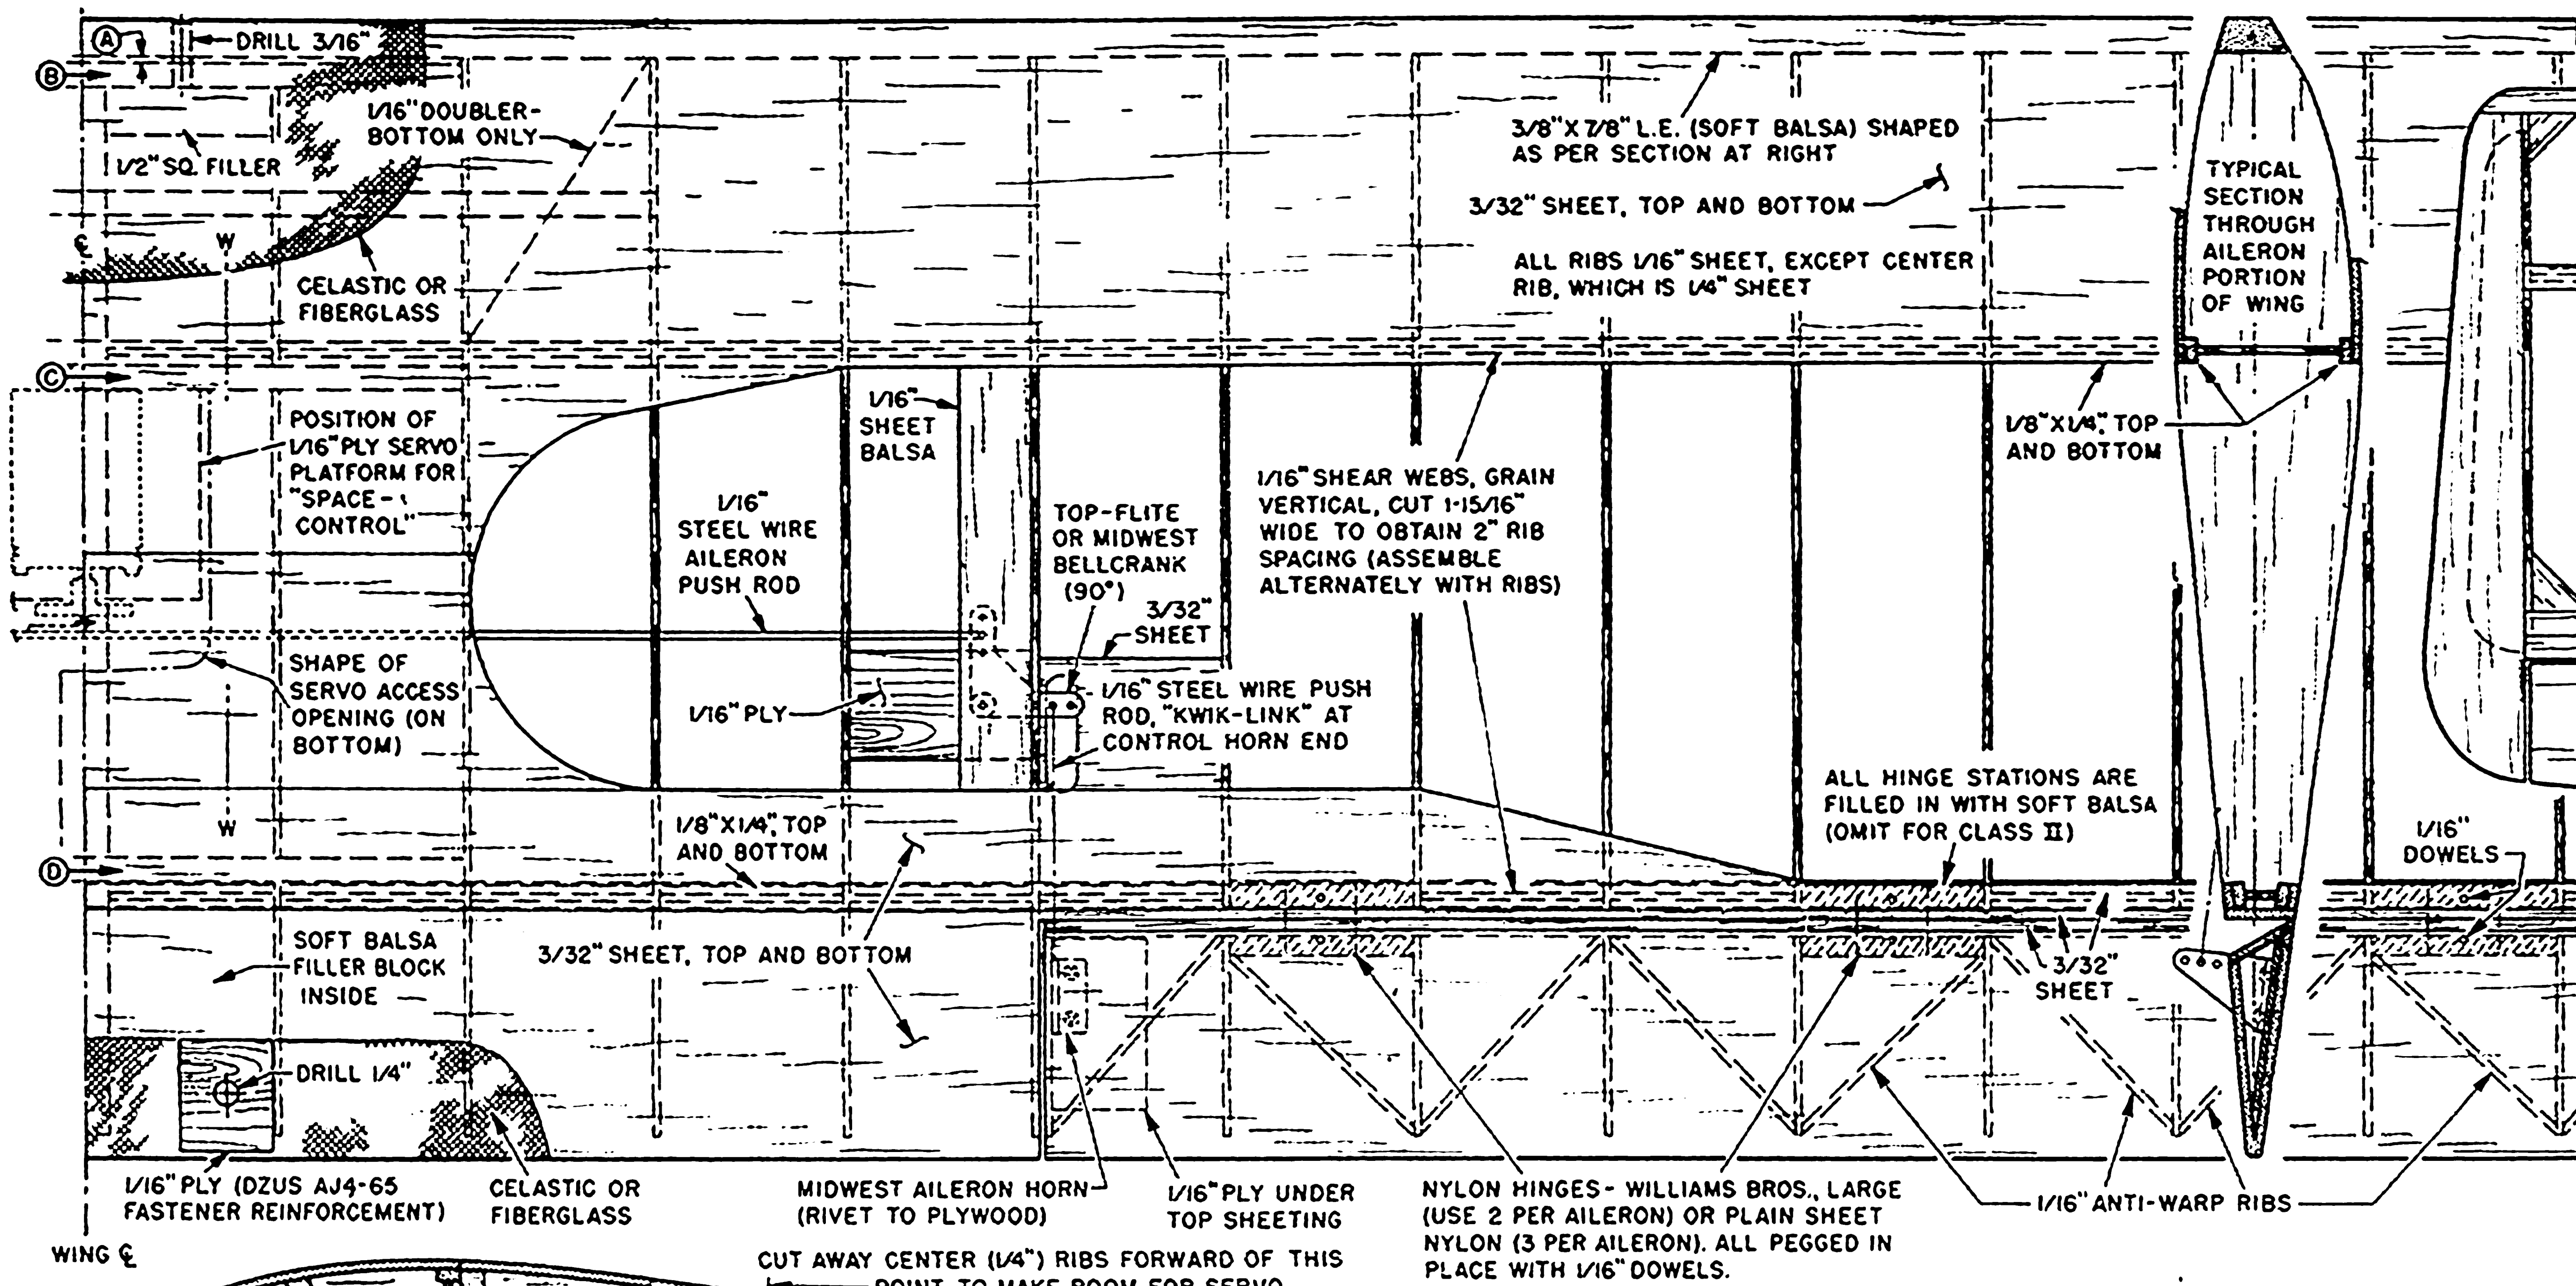 A
DRILL 3/16"
B
1/16" DOUBLER-
BOTTOM ONLY
1/2" SQ. FILLER
℄
W
CELASTIC OR
FIBERGLASS
3/8" X 7/8" L.E. (SOFT BALSA) SHAPED
AS PER SECTION AT RIGHT
3/32" SHEET, TOP AND BOTTOM
ALL RIBS 1/16" SHEET, EXCEPT CENTER
RIB, WHICH IS 1/4" SHEET
TYPICAL
SECTION
THROUGH
AILERON
PORTION
OF WING
C
POSITION OF
1/16" PLY SERVO
PLATFORM FOR
"SPACE-
CONTROL"
1/16"
SHEET
BALSA
1/16"
STEEL WIRE
AILERON
PUSH ROD
TOP-FLITE
OR MIDWEST
BELLCRANK
(90°)
3/32"
SHEET
1/16" SHEAR WEBS, GRAIN
VERTICAL, CUT 1-15/16"
WIDE TO OBTAIN 2" RIB
SPACING (ASSEMBLE
ALTERNATELY WITH RIBS)
1/8" X 1/4", TOP
AND BOTTOM
SHAPE OF
SERVO ACCESS
OPENING (ON
BOTTOM)
1/16" PLY
1/16" STEEL WIRE PUSH
ROD, "KWIK-LINK" AT
CONTROL HORN END
W
1/8" X 1/4", TOP
AND BOTTOM
ALL HINGE STATIONS ARE
FILLED IN WITH SOFT BALSA
(OMIT FOR CLASS II)
1/16"
DOWELS
D
SOFT BALSA
FILLER BLOCK
INSIDE
3/32" SHEET, TOP AND BOTTOM
3/32"
SHEET
DRILL 1/4"
1/16" PLY (DZUS AJ4-65
FASTENER REINFORCEMENT)
CELASTIC OR
FIBERGLASS
MIDWEST AILERON HORN
(RIVET TO PLYWOOD)
1/16" PLY UNDER
TOP SHEETING
NYLON HINGES- WILLIAMS BROS., LARGE
(USE 2 PER AILERON) OR PLAIN SHEET
NYLON (3 PER AILERON). ALL PEGGED IN
PLACE WITH 1/16" DOWELS.
1/16" ANTI-WARP RIBS
WING ℄
CUT AWAY CENTER (1/4") RIBS FORWARD OF THIS
POINT TO MAKE ROOM FOR SERVO